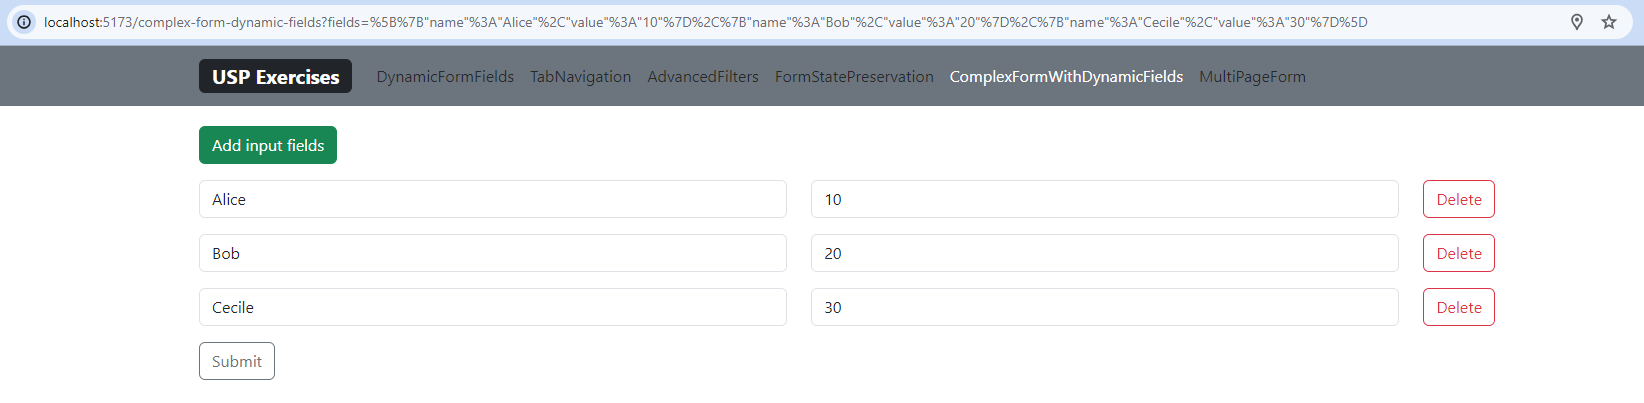 localhost:5173/complex-form-dynamic-fields?fields=%5B%7B"name"%3A"Alice"%2C"value"%3A"10"%7D%2C%7B"name"%3A"Bob"%2C"value"%3A"20"%7D%2C%7B"name"%3A"Cecile"%2C"value"%3A"30"%7D%5D
USP Exercises DynamicFormFields TabNavigation AdvancedFilters FormStatePreservation ComplexFormWithDynamicFields MultiPageForm
Add input fields
Alice 10 Delete
Bob 20 Delete
Cecile 30 Delete
Submit